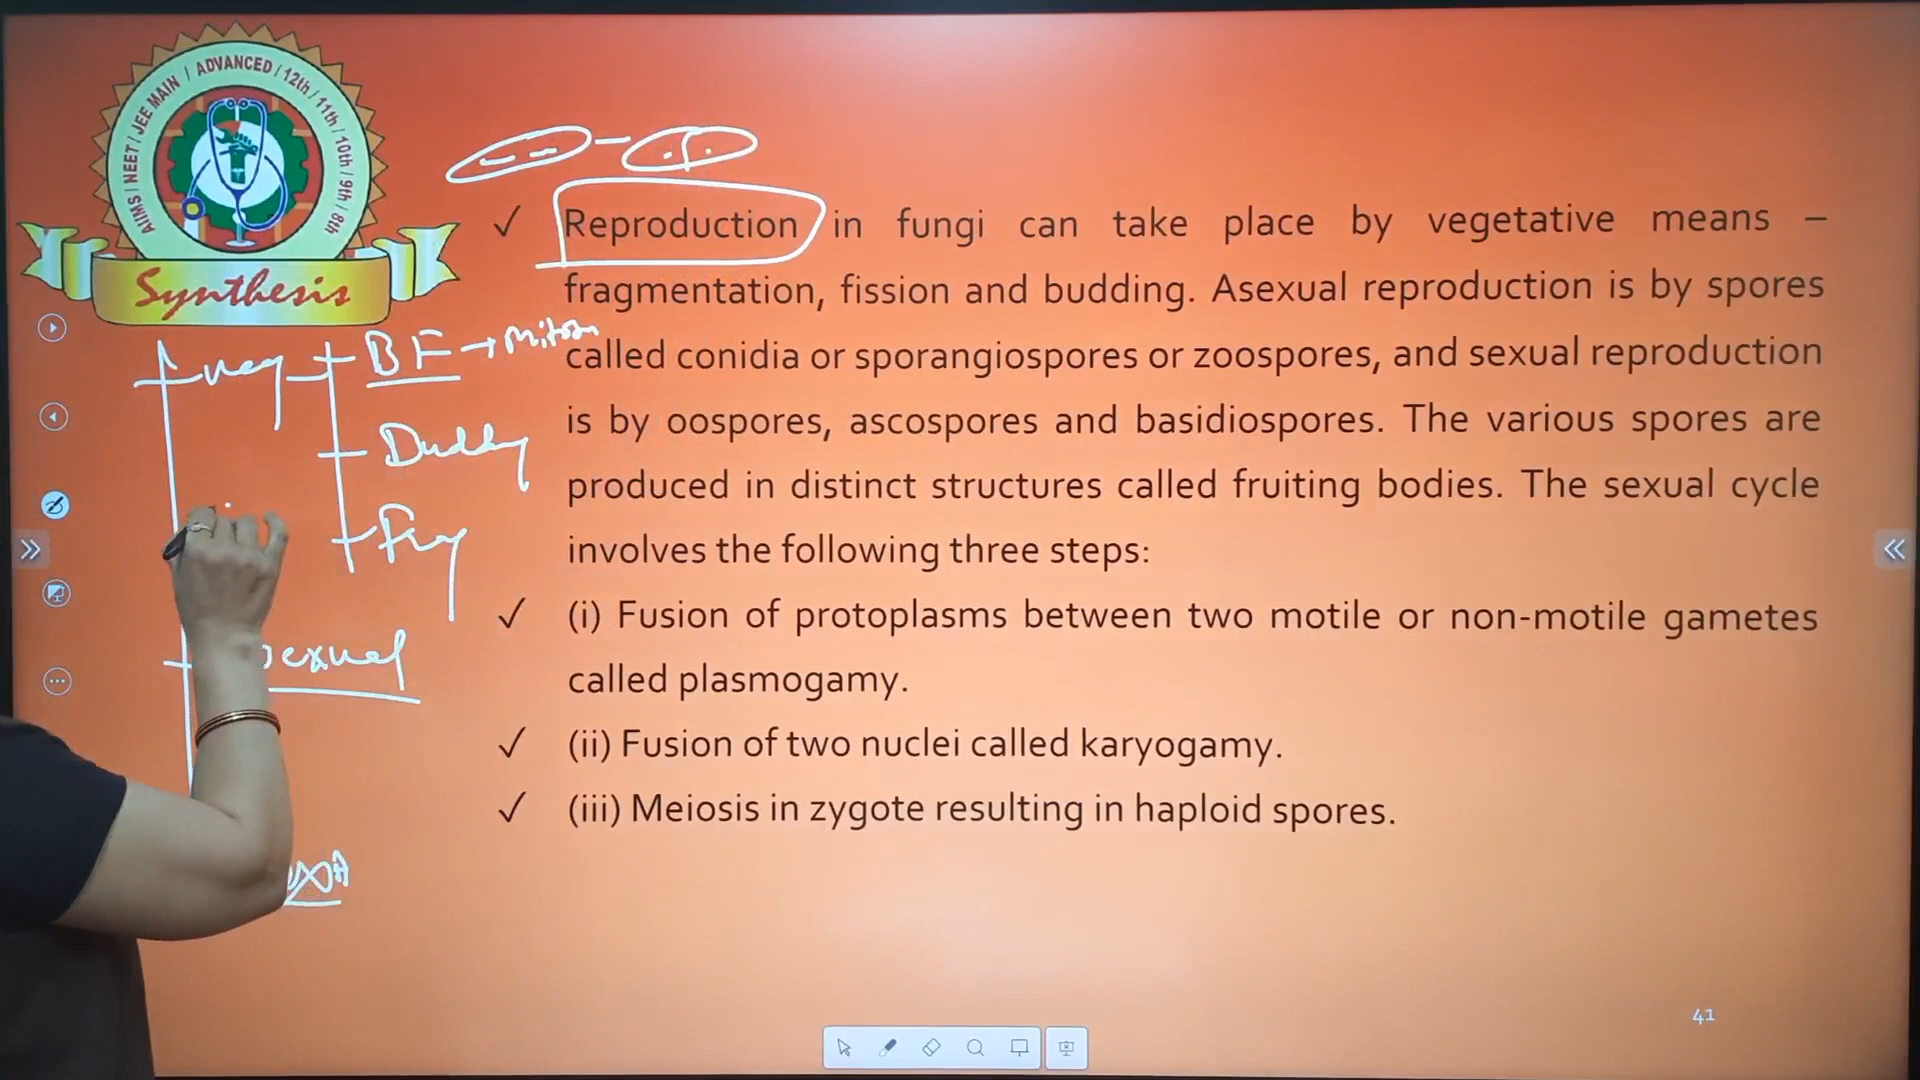 AIIMS / NEET / JEE MAIN / ADVANCED / 12th / 11th / 10th / 9th / 8th
Synthesis
✓ Reproduction in fungi can take place by vegetative means –
fragmentation, fission and budding. Asexual reproduction is by spores
called conidia or sporangiospores or zoospores, and sexual reproduction
is by oospores, ascospores and basidiospores. The various spores are
produced in distinct structures called fruiting bodies. The sexual cycle
involves the following three steps:
✓ (i) Fusion of protoplasms between two motile or non-motile gametes
called plasmogamy.
✓ (ii) Fusion of two nuclei called karyogamy.
✓ (iii) Meiosis in zygote resulting in haploid spores.
veg
BF → mitosis
sexual
41